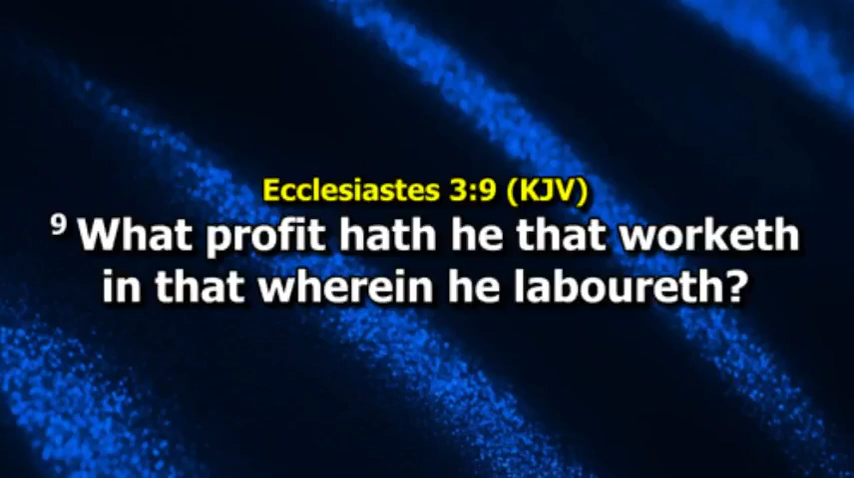 Ecclesiastes 3:9 (KJV)
9 What profit hath he that worketh
in that wherein he laboureth?